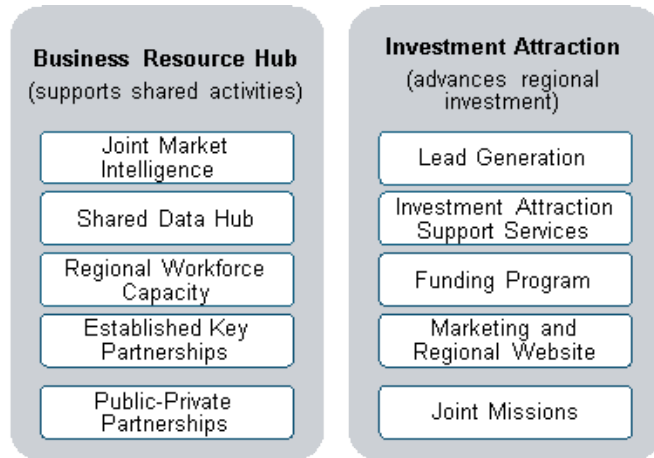 Business Resource Hub
(supports shared activities)
Joint Market
Intelligence
Shared Data Hub
Regional Workforce
Capacity
Established Key
Partnerships
Public-Private
Partnerships
Investment Attraction
(advances regional
investment)
Lead Generation
Investment Attraction
Support Services
Funding Program
Marketing and
Regional Website
Joint Missions